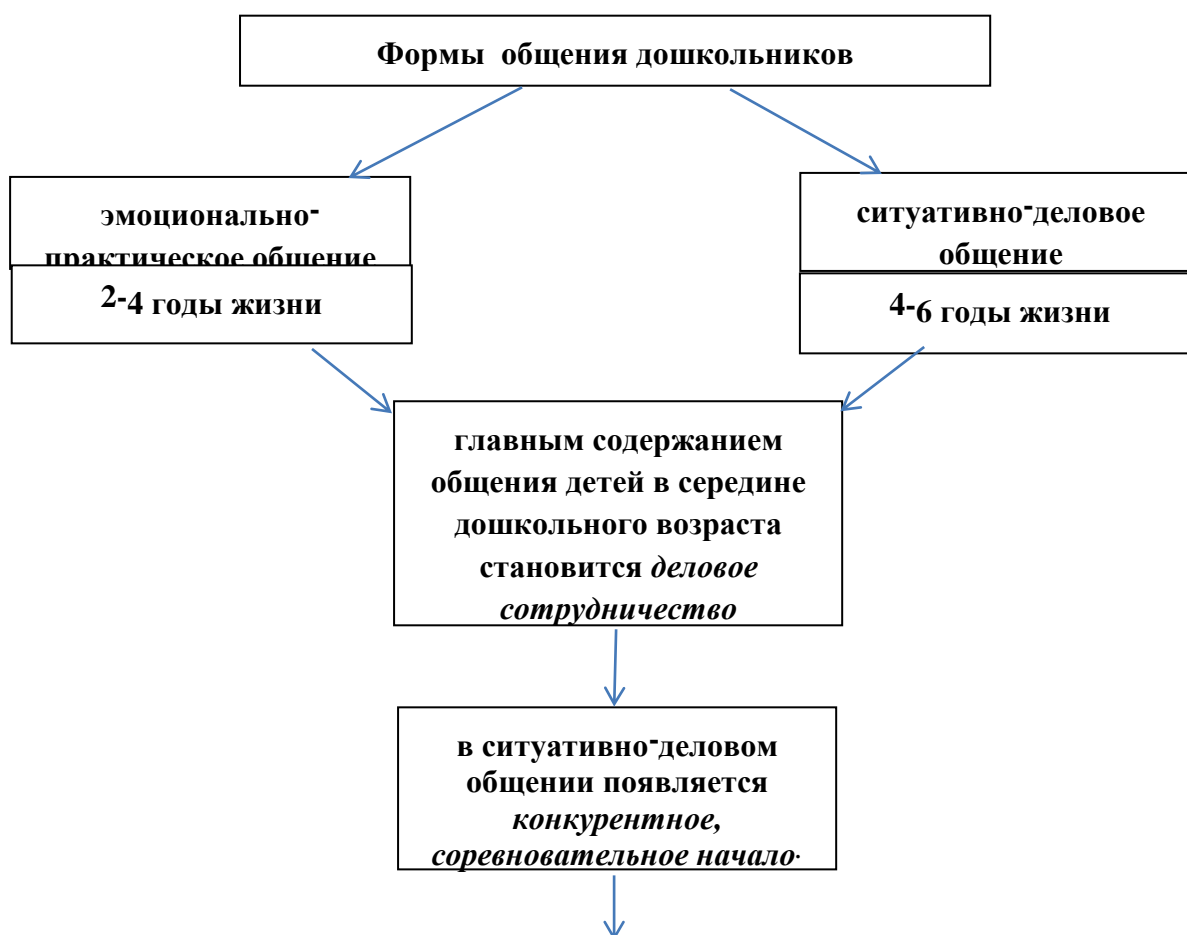 Формы общения дошкольников
эмоционально-
практическое общение
2-4 годы жизни
ситуативно-деловое
общение
4-6 годы жизни
главным содержанием
общения детей в середине
дошкольного возраста
становится деловое
сотрудничество
в ситуативно-деловом
общении появляется
конкурентное,
соревновательное начало.